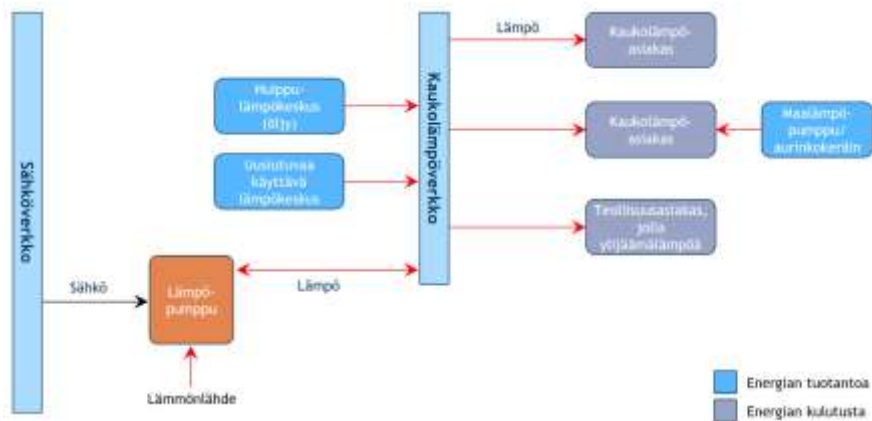 Sähköverkko
Sähkö
Lämpö-
pumppu
Lämmönlähde
Huippu-
lämpökeskus
(öljy)
Uusiutuvaa
käyttävä
lämpökeskus
Lämpö
Kaukolämpöverkko
Lämpö
Kaukolämpö-
asiakas
Kaukolämpö-
asiakas
Maalämpö-
pumppu/
aurinkokeräin
Teollisuusasiakas,
jolla
ylijäämälämpöä
Energian tuotantoa
Energian kulutusta